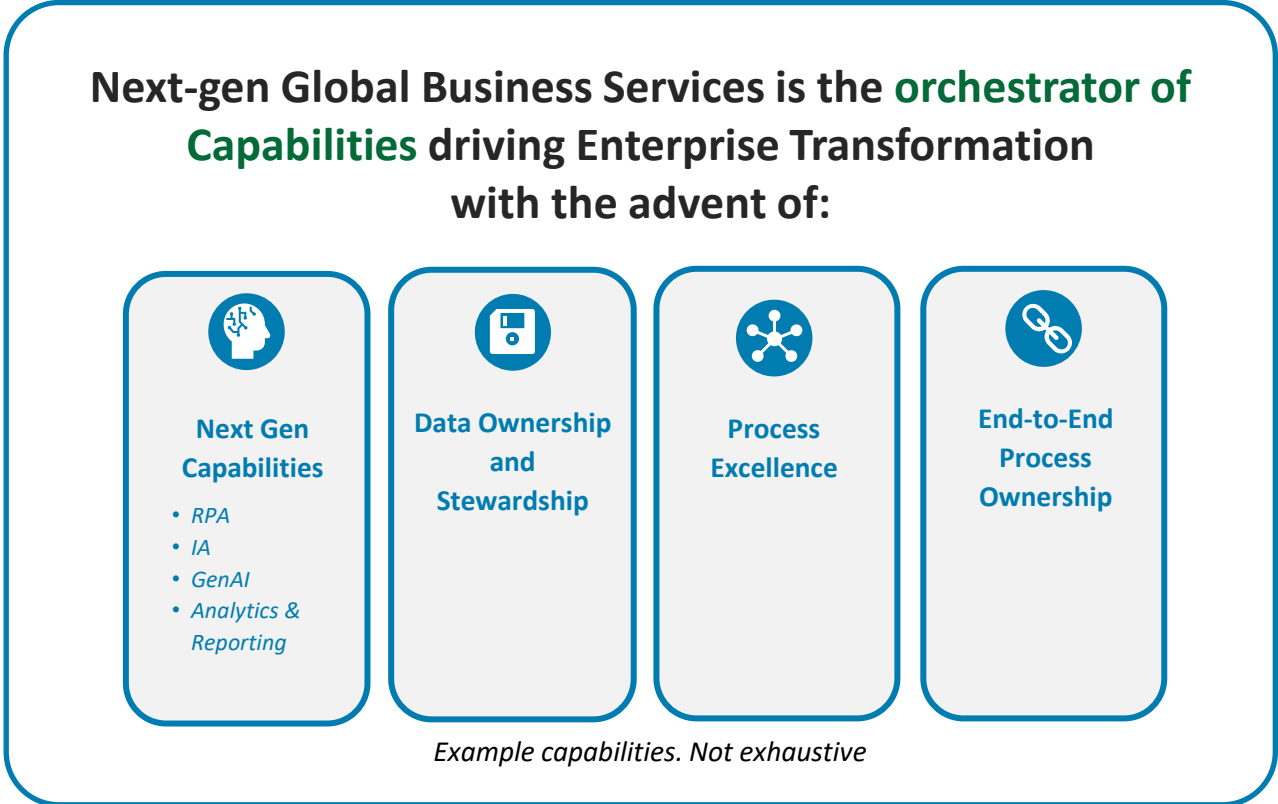 Next-gen Global Business Services is the orchestrator of
Capabilities driving Enterprise Transformation
with the advent of:
Next Gen
Capabilities
• RPA
• IA
• GenAI
• Analytics &
Reporting
Data Ownership
and
Stewardship
Process
Excellence
End-to-End
Process
Ownership
Example capabilities. Not exhaustive